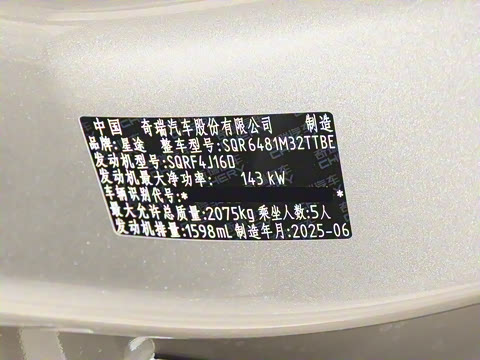 中国 奇瑞汽车股份有限公司 制造
品牌:星途 整车型号:SQR6481M32TTBE
发动机型号:SQRF4J16D
发动机最大净功率: 143 kW
车辆识别代号:* *
最大允许总质量:2075kg 乘坐人数:5人
发动机排量:1598mL 制造年月:2025-06